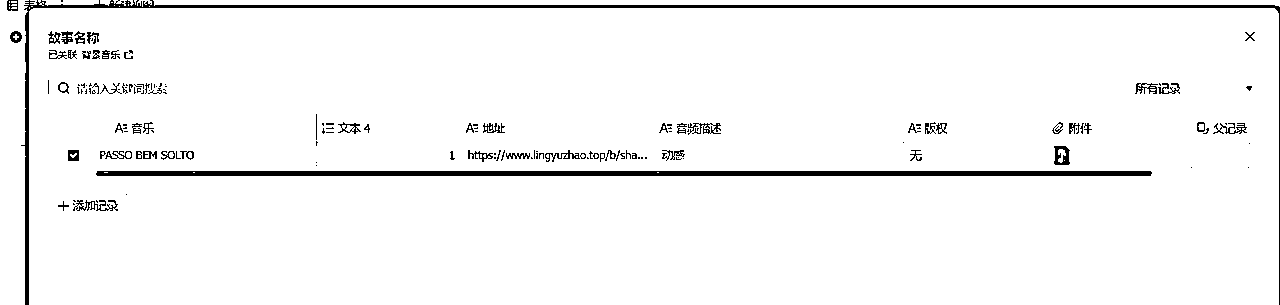 表格
故事名称
已关联 背景音乐
请输入关键词搜索
所有记录
音乐 文本 4 地址 音频描述 版权 附件 父记录
PASSO BEM SOLTO 1 https://www.lingyuzhao.top/b/sha... 动感 无
添加记录